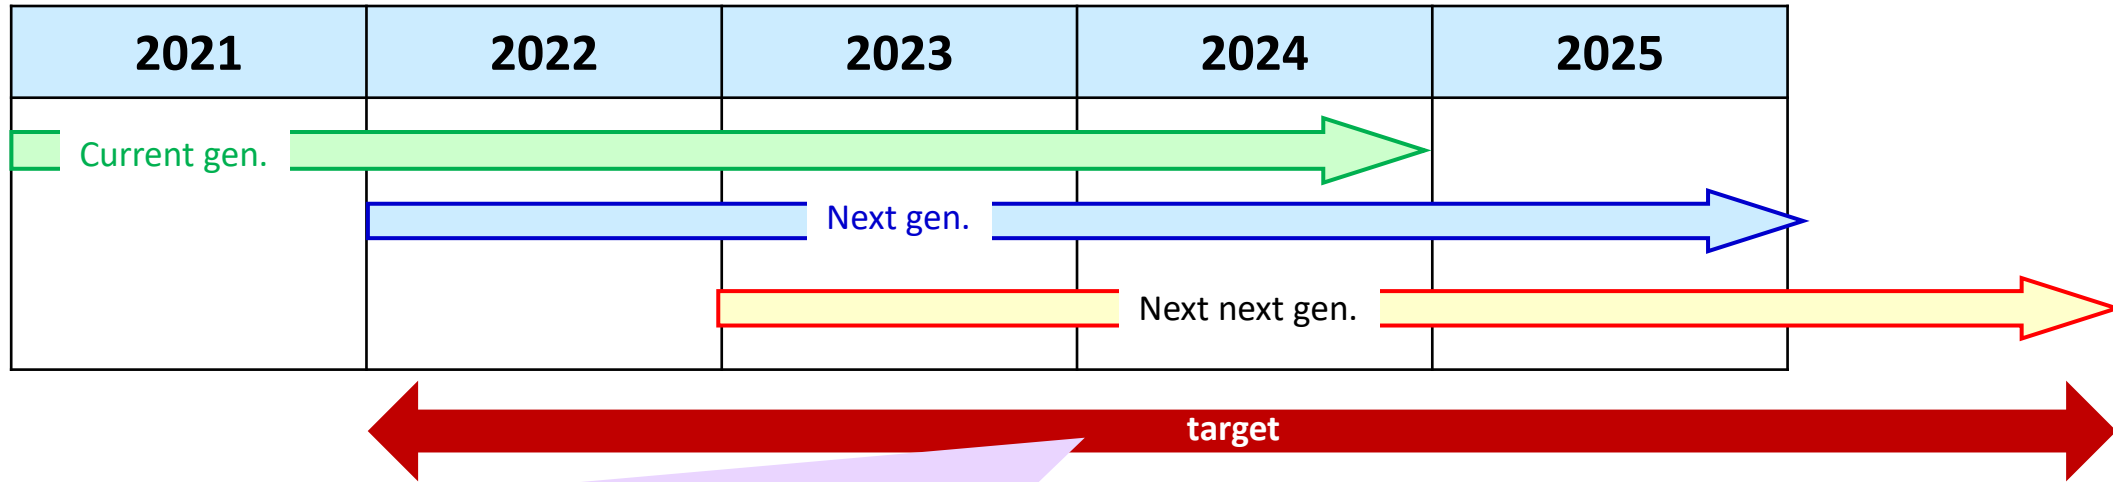 2021 2022 2023 2024 2025
Current gen.
Next gen.
Next next gen.
target